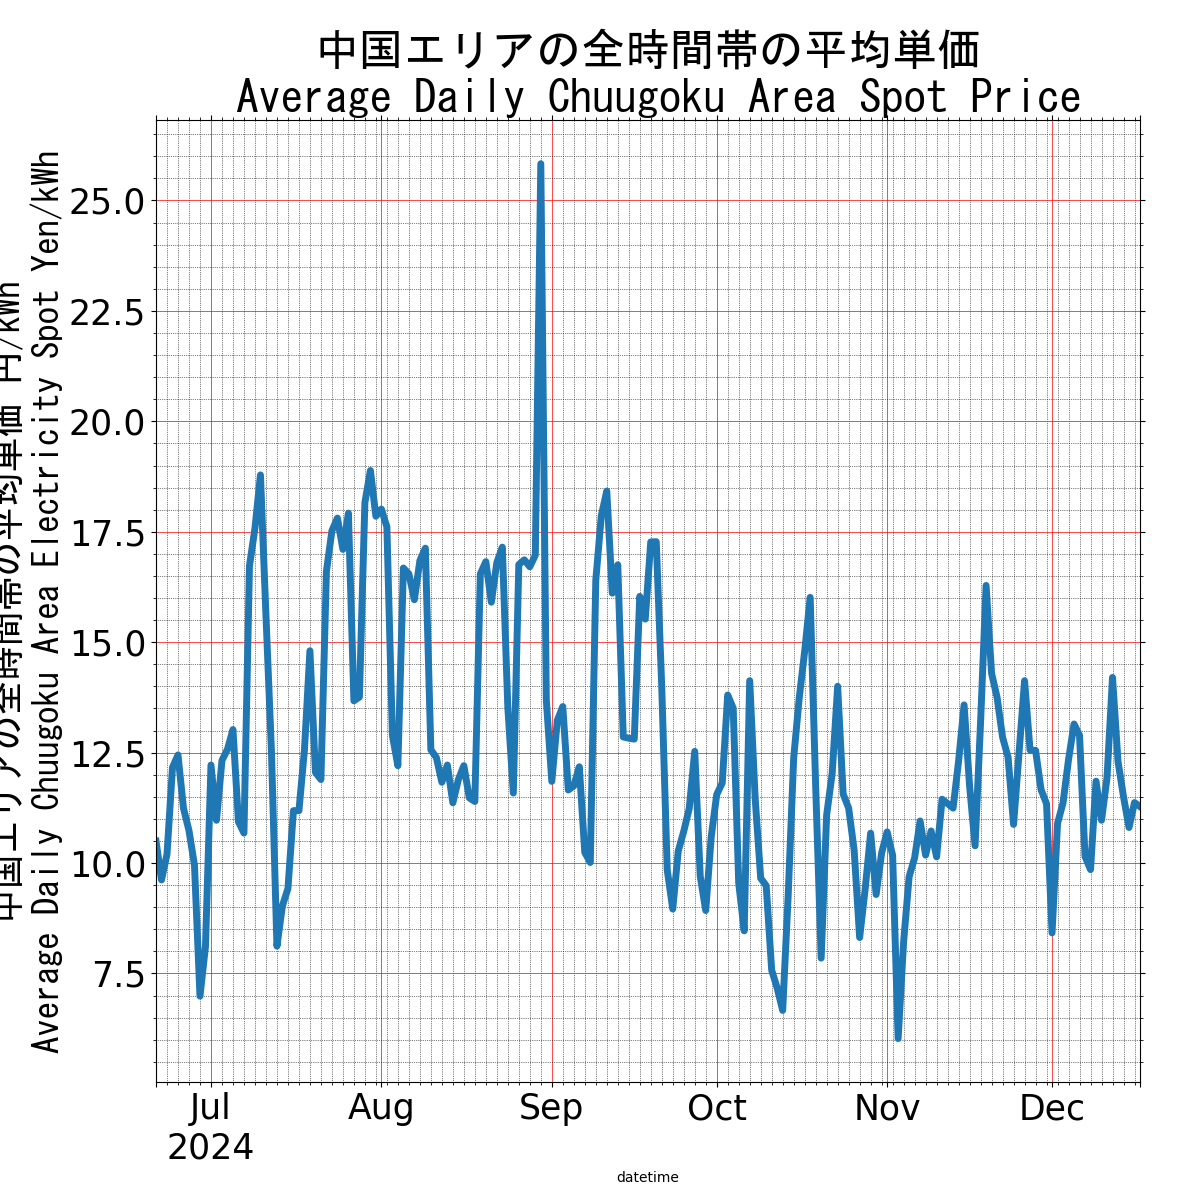 中国エリアの全時間帯の平均単価
Average Daily Chuugoku Area Spot Price
中国エリアの全時間帯の平均単価 円/kWh
Average Daily Chuugoku Area Electricity Spot Yen/kWh
25.0
22.5
20.0
17.5
15.0
12.5
10.0
7.5
Jul Aug Sep Oct Nov Dec
2024
datetime